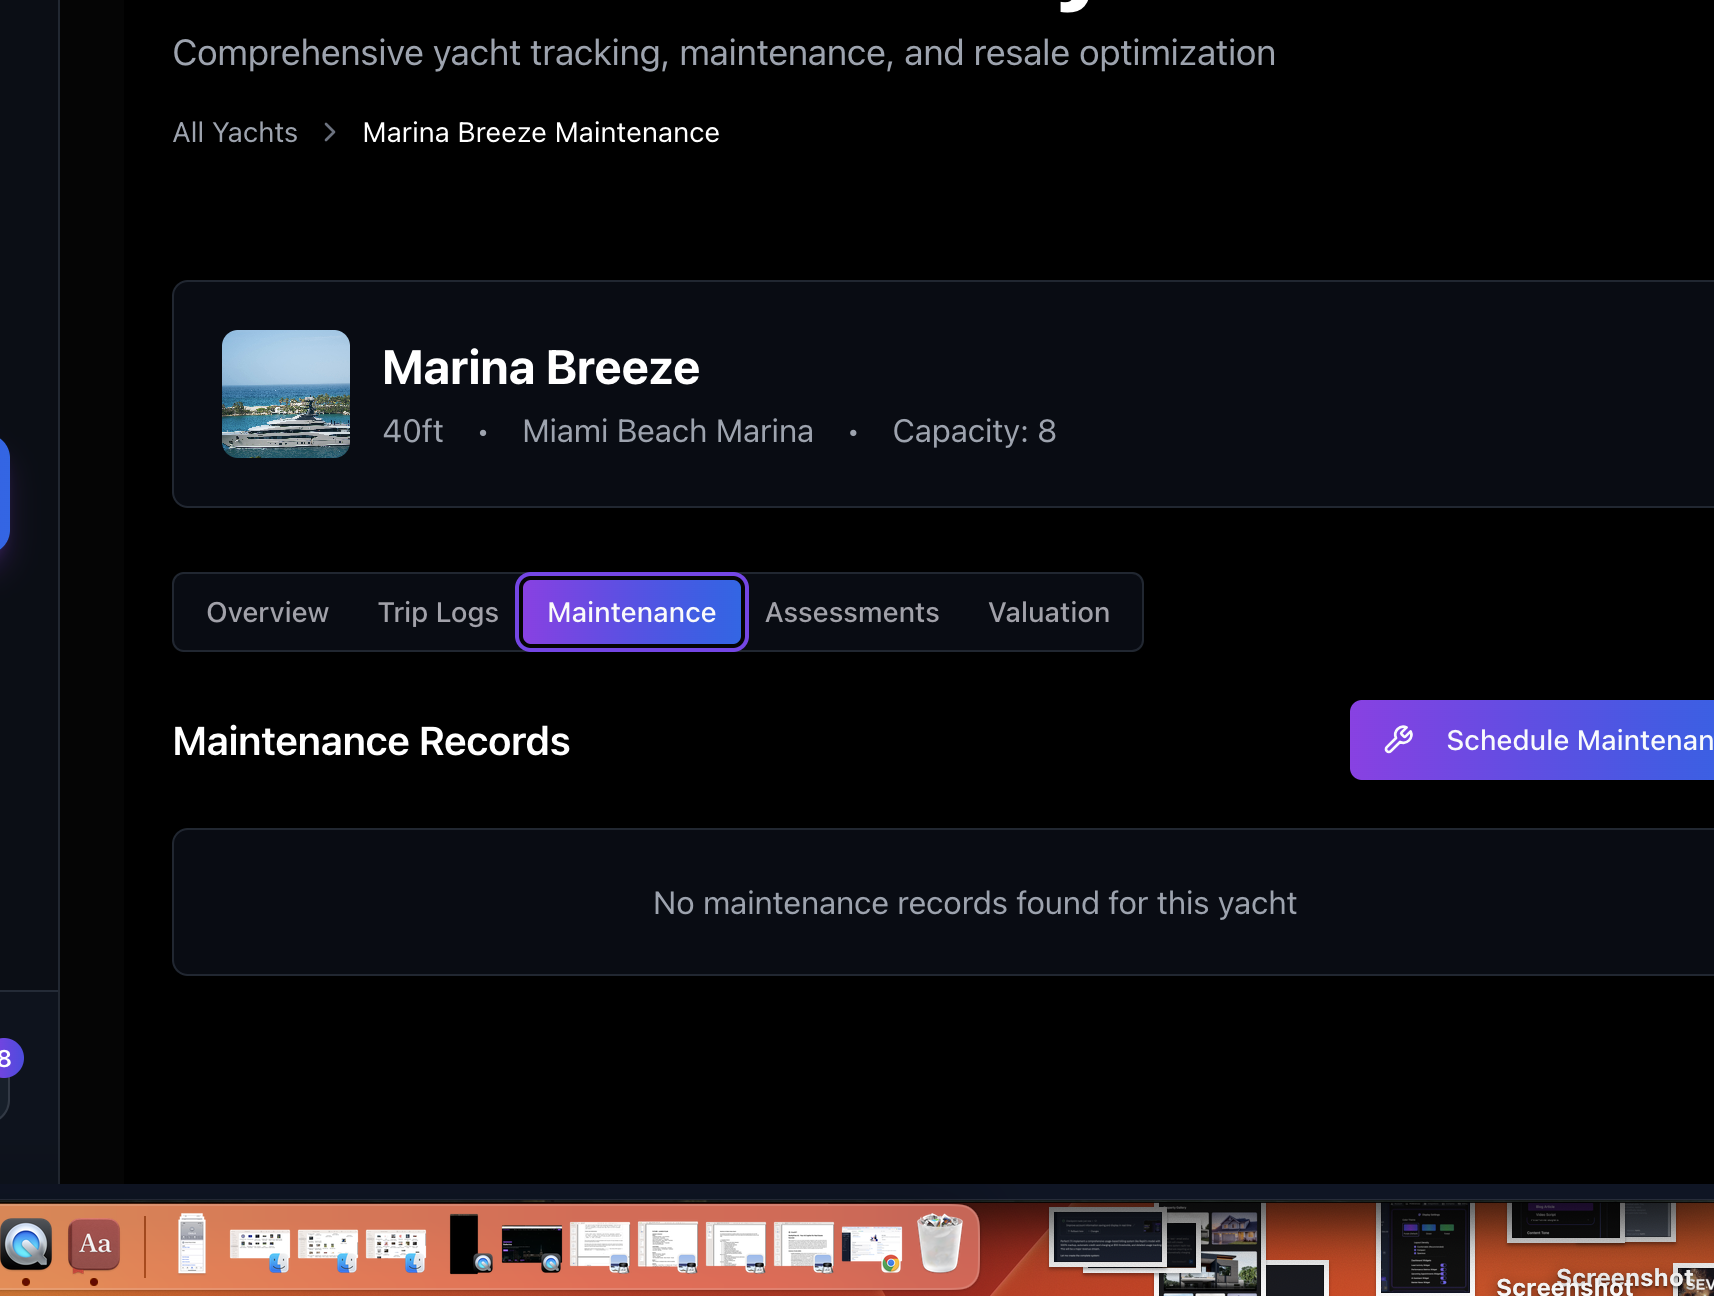 Comprehensive yacht tracking, maintenance, and resale optimization
All Yachts > Marina Breeze Maintenance
Marina Breeze
40ft • Miami Beach Marina • Capacity: 8
Overview Trip Logs Maintenance Assessments Valuation
Maintenance Records
Schedule Maintenan
No maintenance records found for this yacht
8
Aa
Screenshot
Screenshot